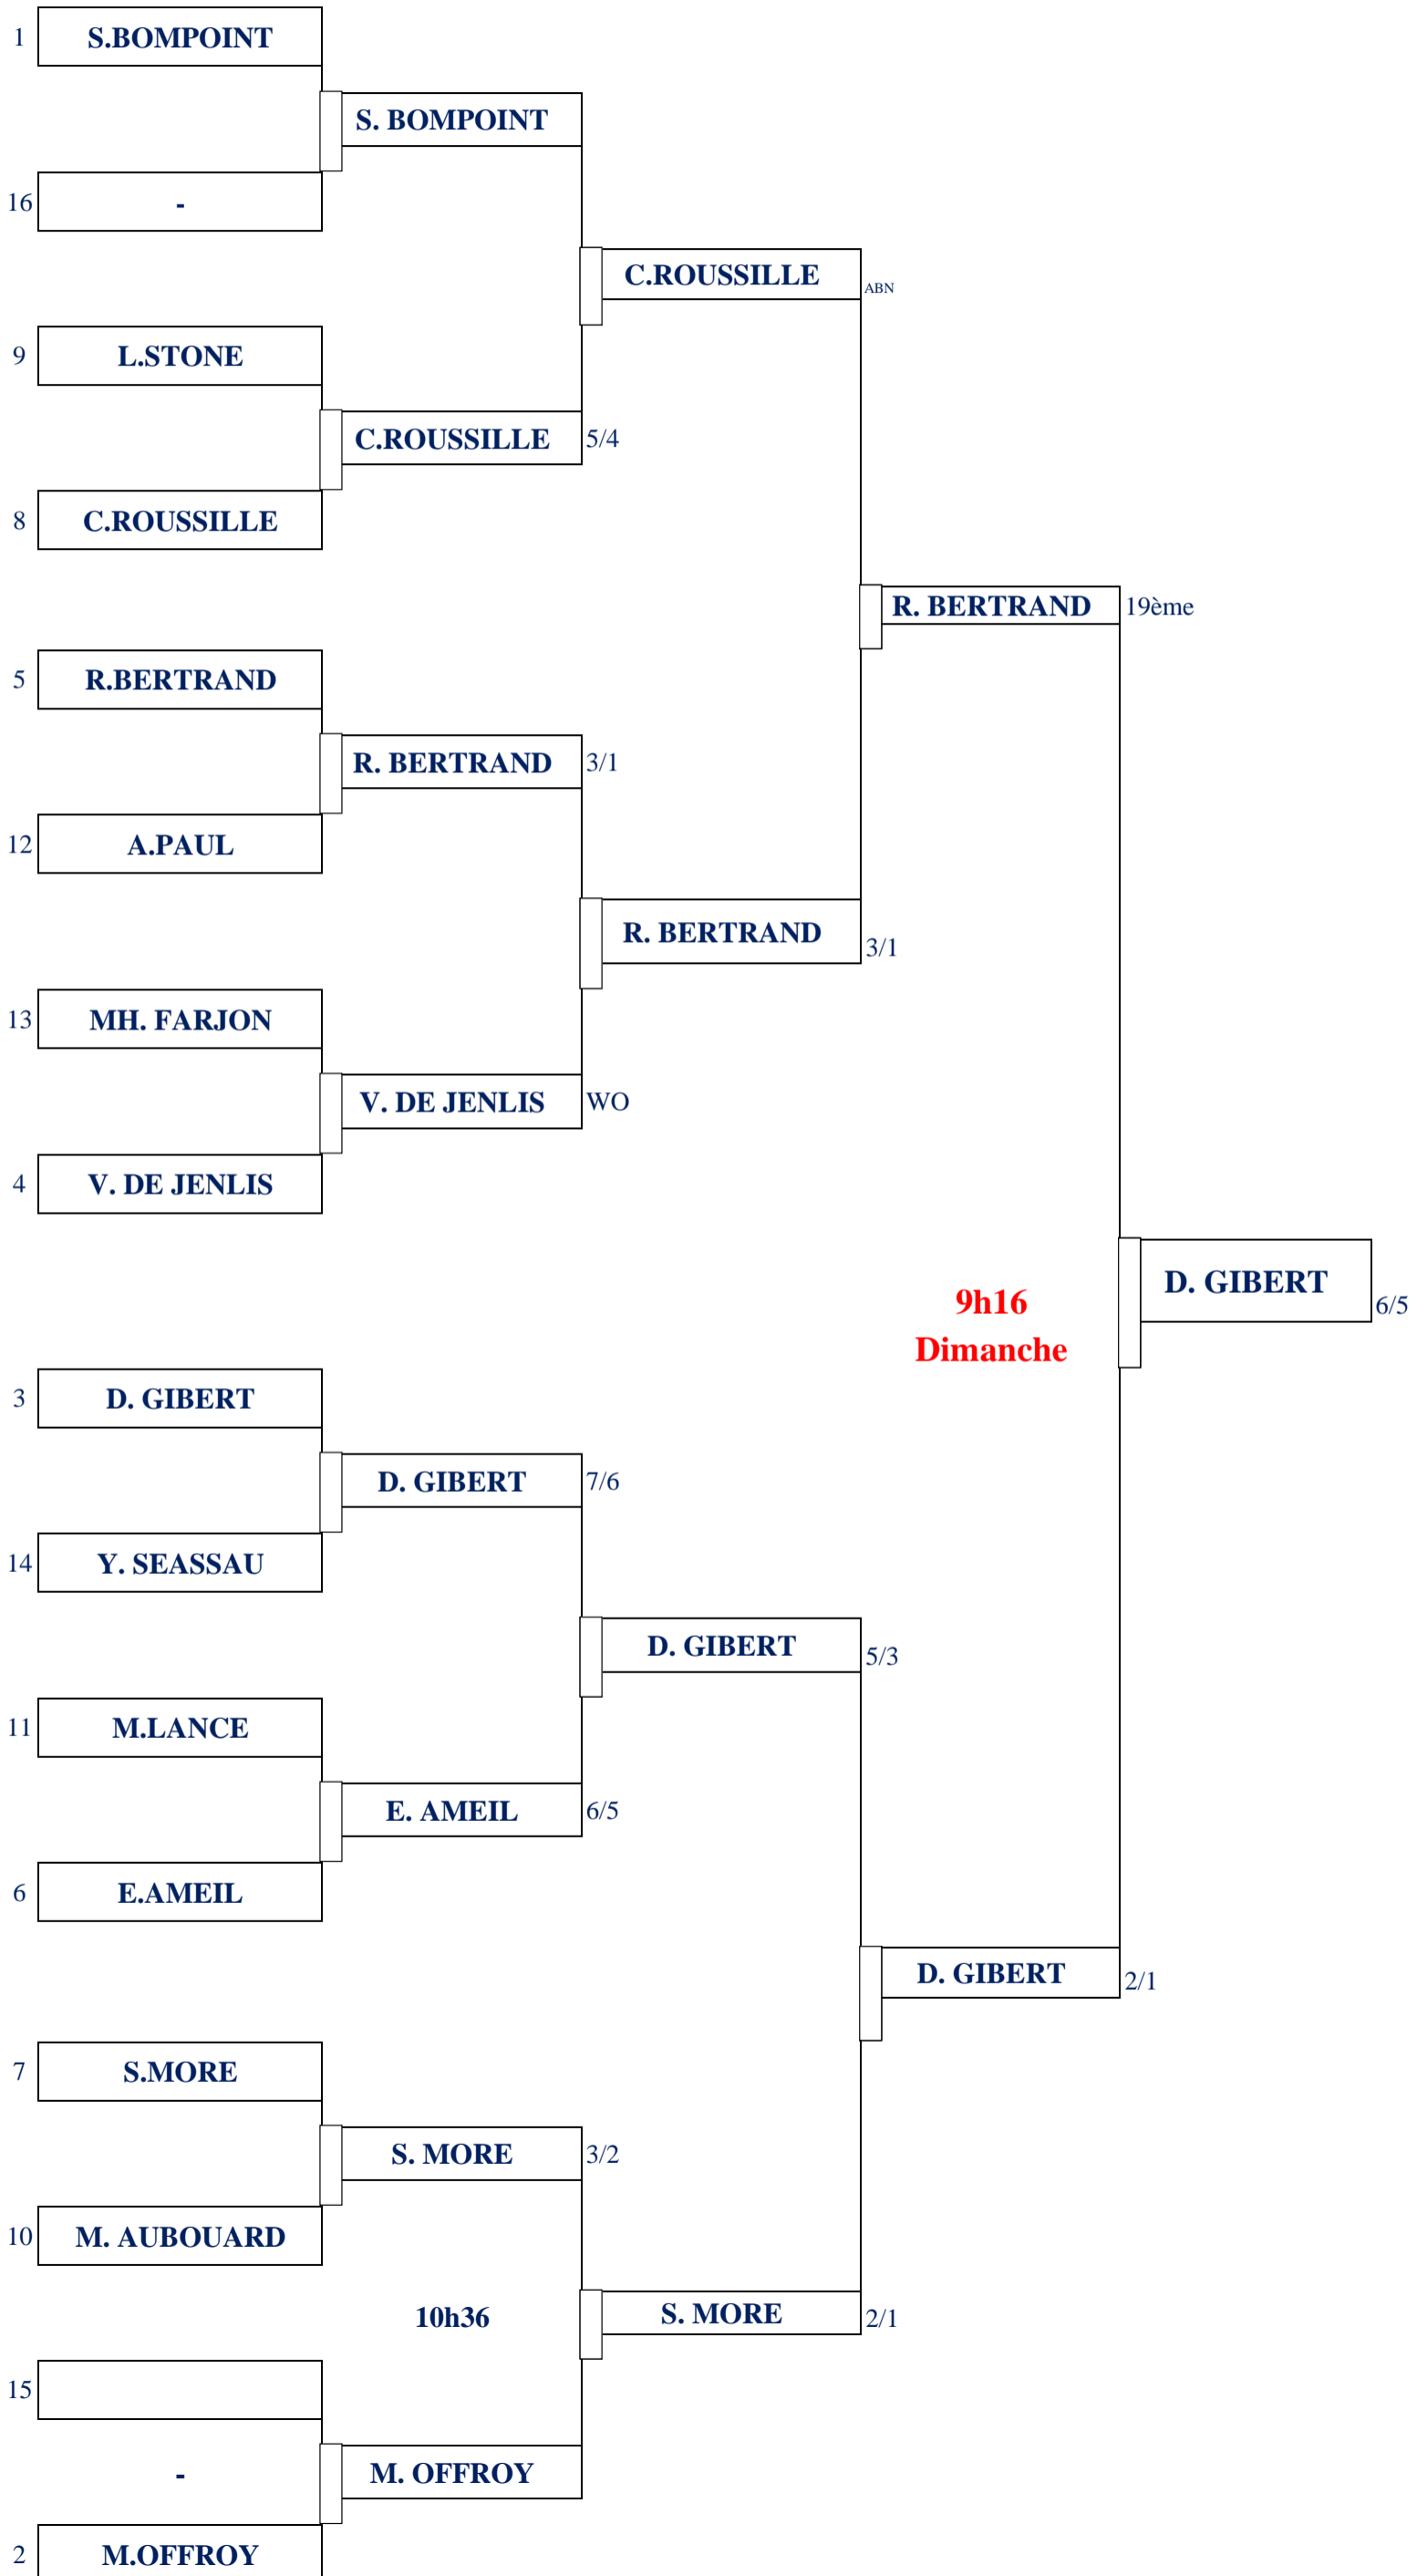 1 S.BOMPOINT
S. BOMPOINT
16 -
C.ROUSSILLE ABN
9 L.STONE
C.ROUSSILLE 5/4
8 C.ROUSSILLE
R. BERTRAND 19ème
5 R.BERTRAND
R. BERTRAND 3/1
12 A.PAUL
R. BERTRAND 3/1
13 MH. FARJON
V. DE JENLIS WO
4 V. DE JENLIS
D. GIBERT 6/5
9h16
Dimanche
3 D. GIBERT
D. GIBERT 7/6
14 Y. SEASSAU
D. GIBERT 5/3
11 M.LANCE
E. AMEIL 6/5
6 E.AMEIL
D. GIBERT 2/1
7 S.MORE
S. MORE 3/2
10 M. AUBOUARD
10h36
S. MORE 2/1
15
-
M. OFFROY
2 M.OFFROY